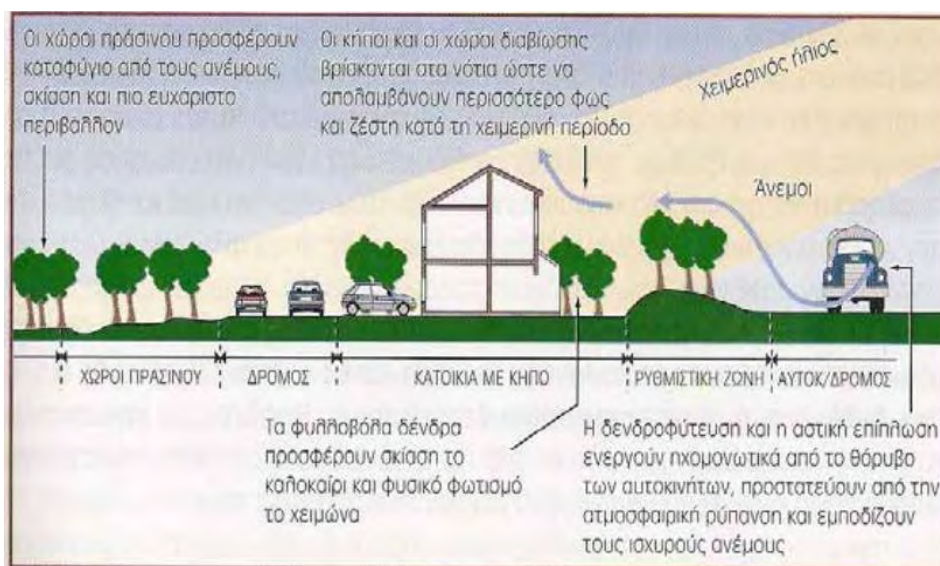 Οι χώροι πράσινου προσφέρουν
καταφύγιο από τους ανέμους,
σκίαση και πιο ευχάριστο
περιβάλλον
Οι κήποι και οι χώροι διαβίωσης
βρίσκονται στα νότια ώστε να
απολαμβάνουν περισσότερο φως
και ζέστη κατά τη χειμερινή περίοδο
Χειμερινός ήλιος
Άνεμοι
ΧΩΡΟΙ ΠΡΑΣΙΝΟΥ
ΔΡΟΜΟΣ
ΚΑΤΟΙΚΙΑ ΜΕ ΚΗΠΟ
ΡΥΘΜΙΣΤΙΚΗ ΖΩΝΗ
ΑΥΤΟΚ/ΔΡΟΜΟΣ
Τα φυλλοβόλα δένδρα
προσφέρουν σκίαση το
καλοκαίρι και φυσικό φωτισμό
το χειμώνα
Η δενδροφύτευση και η αστική επίπλωση
ενεργούν ηχομονωτικά από το θόρυβο
των αυτοκινήτων, προστατεύουν από την
ατμοσφαιρική ρύπανση και εμποδίζουν
τους ισχυρούς ανέμους